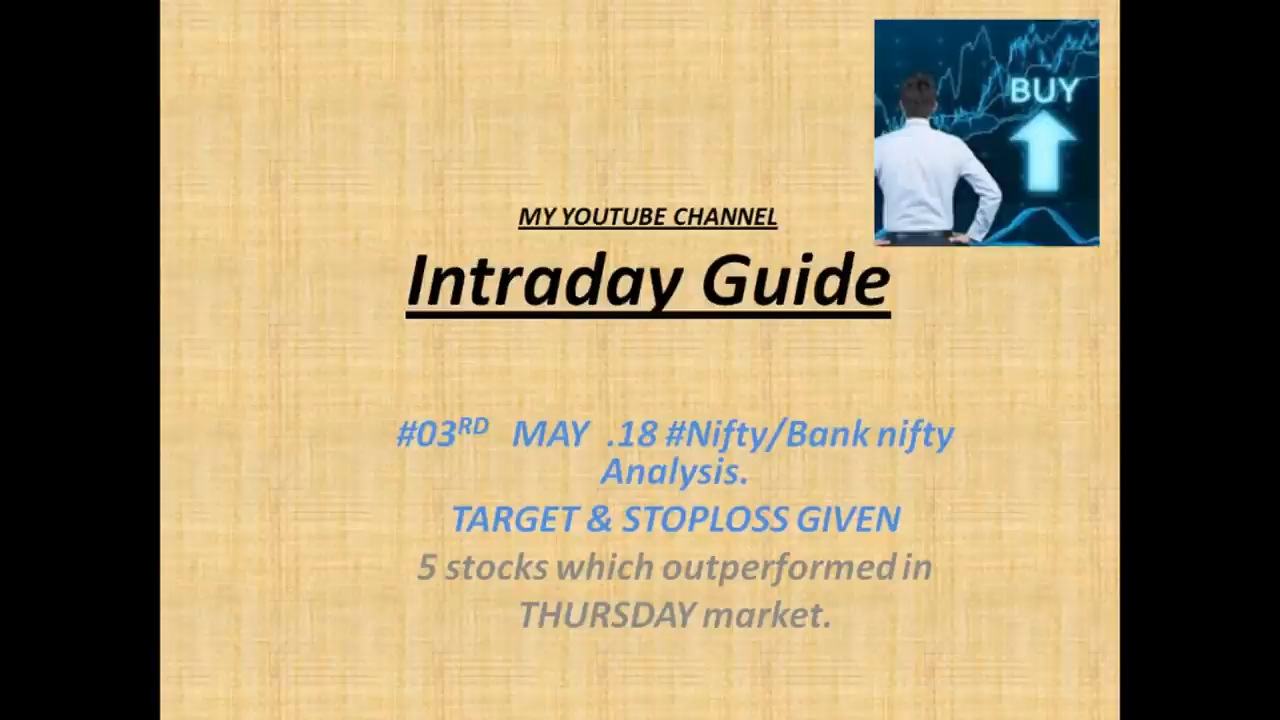 BUY
MY YOUTUBE CHANNEL
Intraday Guide
#03RD MAY .18 #Nifty/Bank nifty
Analysis.
TARGET & STOPLOSS GIVEN
5 stocks which outperformed in
THURSDAY market.